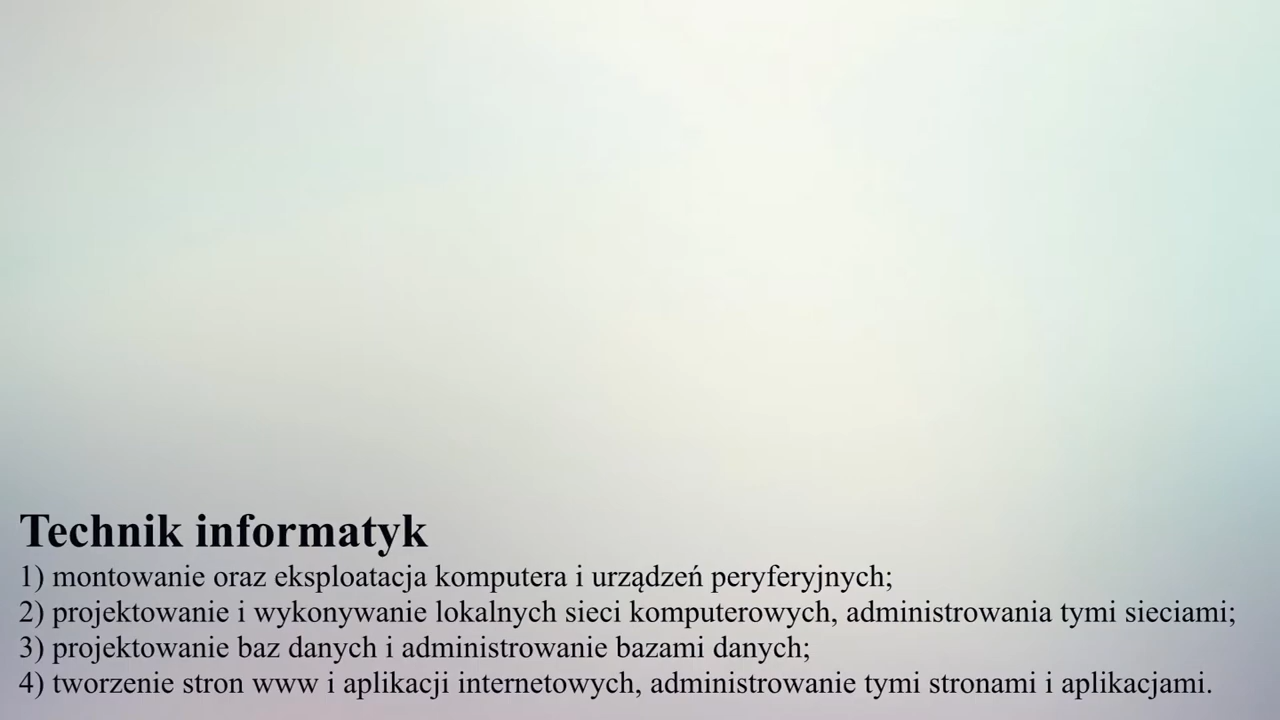 Technik informatyk
1) montowanie oraz eksploatacja komputera i urządzeń peryferyjnych;
2) projektowanie i wykonywanie lokalnych sieci komputerowych, administrowania tymi sieciami;
3) projektowanie baz danych i administrowanie bazami danych;
4) tworzenie stron www i aplikacji internetowych, administrowanie tymi stronami i aplikacjami.